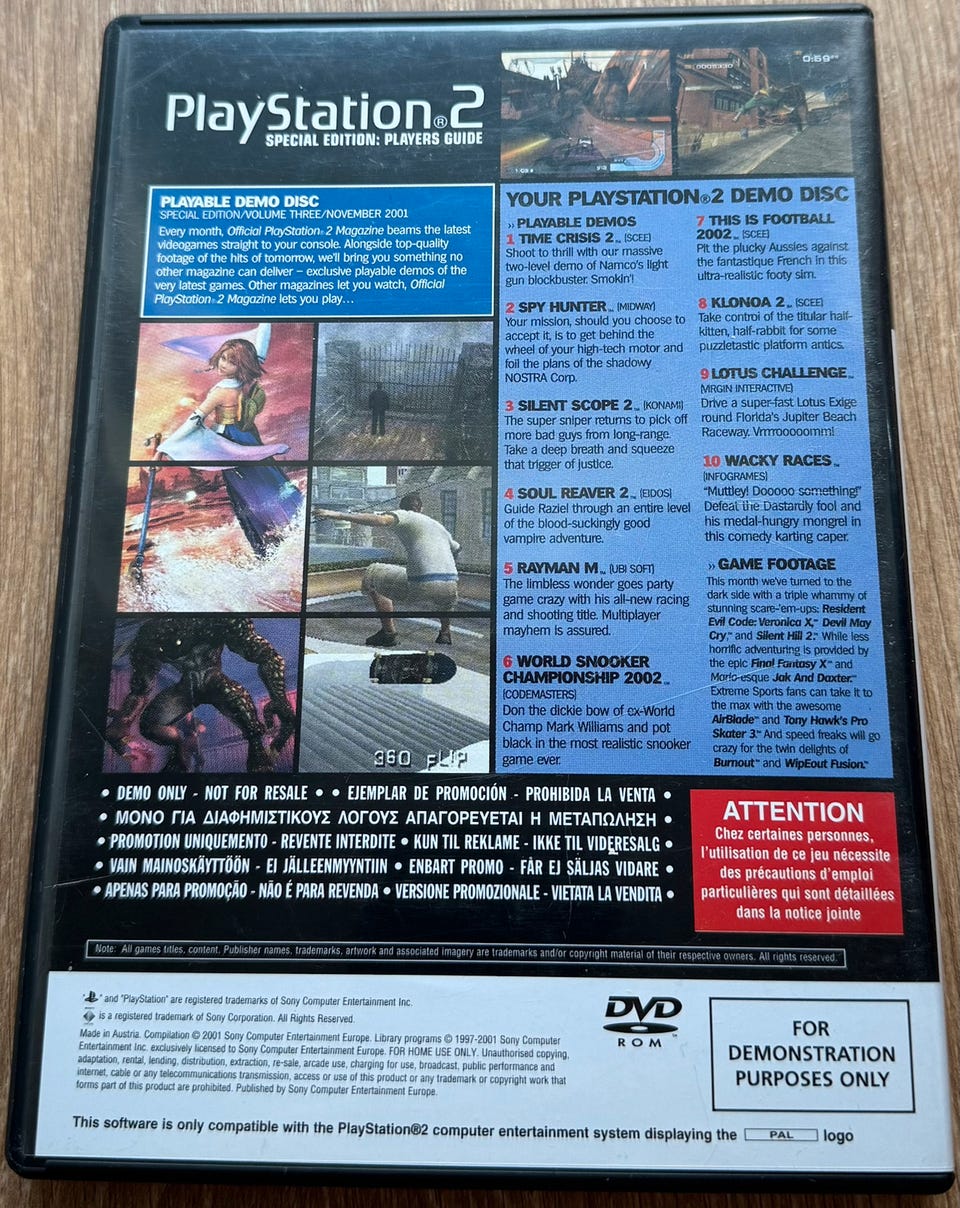 PlayStation®2
SPECIAL EDITION: PLAYERS GUIDE
0:59
PLAYABLE DEMO DISC
SPECIAL EDITION/VOLUME THREE/NOVEMBER 2001
Every month, Official PlayStation®2 Magazine beams the latest
videogames straight to your console. Alongside top-quality
footage of the hits of tomorrow, we'll bring you something no
other magazine can deliver – exclusive playable demos of the
very latest games. Other magazines let you watch, Official
PlayStation®2 Magazine lets you play…
360 FLIP
YOUR PLAYSTATION®2 DEMO DISC
›› PLAYABLE DEMOS
1 TIME CRISIS 2™ (SCEE)
Shoot to thrill with our massive
two-level demo of Namco's light
gun blockbuster. Smokin'!
2 SPY HUNTER™ (MIDWAY)
Your mission, should you choose to
accept it, is to get behind the
wheel of your high-tech motor and
foil the plans of the shadowy
NOSTRA Corp.
3 SILENT SCOPE 2™ (KONAMI)
The super sniper returns to pick off
more bad guys from long-range.
Take a deep breath and squeeze
that trigger of justice.
4 SOUL REAVER 2™ (EIDOS)
Guide Raziel through an entire level
of the blood-suckingly good
vampire adventure.
5 RAYMAN M™ (UBI SOFT)
The limbless wonder goes party
game crazy with his all-new racing
and shooting title. Multiplayer
mayhem is assured.
6 WORLD SNOOKER
CHAMPIONSHIP 2002™
(CODEMASTERS)
Don the dickie bow of ex-World
Champ Mark Williams and pot
black in the most realistic snooker
game ever.
7 THIS IS FOOTBALL
2002™ (SCEE)
Pit the plucky Aussies against
the fantastique French in this
ultra-realistic footy sim.
8 KLONOA 2™ (SCEE)
Take control of the titular half-
kitten, half-rabbit for some
puzzletastic platform antics.
9 LOTUS CHALLENGE™
(VIRGIN INTERACTIVE)
Drive a super-fast Lotus Exige
round Florida's Jupiter Beach
Raceway. Vrrrroooomm!
10 WACKY RACES™
(INFOGRAMES)
"Muttley! Dooooo something!"
Defeat the Dastardly fool and
his medal-hungry mongrel in
this comedy karting caper.
›› GAME FOOTAGE
This month we've turned to the
dark side with a triple whammy of
stunning scare-'em-ups: Resident
Evil Code: Veronica X,™ Devil May
Cry,™ and Silent Hill 2.™ While less
horrific adventuring is provided by
the epic Final Fantasy X™ and
Mario-esque Jak And Daxter.™
Extreme Sports fans can take it to
the max with the awesome
AirBlade™ and Tony Hawk's Pro
Skater 3.™ And speed freaks will go
crazy for the twin delights of
Burnout™ and WipEout Fusion.™
• DEMO ONLY - NOT FOR RESALE • • EJEMPLAR DE PROMOCIÓN - PROHIBIDA LA VENTA •
• ΜΟΝΟ ΓΙΑ ΔΙΑΦΗΜΙΣΤΙΚΟΥΣ ΛΟΓΟΥΣ ΑΠΑΓΟΡΕΥΕΤΑΙ Η ΜΕΤΑΠΩΛΗΣΗ •
• PROMOTION UNIQUEMENTO - REVENTE INTERDITE • KUN TIL REKLAME - IKKE TIL VIDERESALG •
• VAIN MAINOSKÄYTTÖÖN - EI JÄLLEENMYYNTIIN • ENBART PROMO - FÅR EJ SÄLJAS VIDARE •
• APENAS PARA PROMOÇÃO - NÃO É PARA REVENDA • VERSIONE PROMOZIONALE - VIETATA LA VENDITA •
ATTENTION
Chez certaines personnes,
l'utilisation de ce jeu nécessite
des précautions d'emploi
particulières qui sont détaillées
dans la notice jointe
Note: All games titles, content, Publisher names, trademarks, artwork and associated imagery are trademarks and/or copyright material of their respective owners. All rights reserved.
" " and "PlayStation" are registered trademarks of Sony Computer Entertainment Inc.
is a registered trademark of Sony Corporation. All Rights Reserved.
Made in Austria. Compilation © 2001 Sony Computer Entertainment Europe. Library programs © 1997-2001 Sony Computer
Entertainment Inc. exclusively licensed to Sony Computer Entertainment Europe. FOR HOME USE ONLY. Unauthorised copying,
adaptation, rental, lending, distribution, extraction, re-sale, arcade use, charging for use, broadcast, public performance and
internet, cable or any telecommunications transmission, access or use of this product or any trademark or copyright work that
forms part of this product are prohibited. Published by Sony Computer Entertainment Europe.
DVD
ROM
FOR
DEMONSTRATION
PURPOSES ONLY
This software is only compatible with the PlayStation®2 computer entertainment system displaying the PAL logo